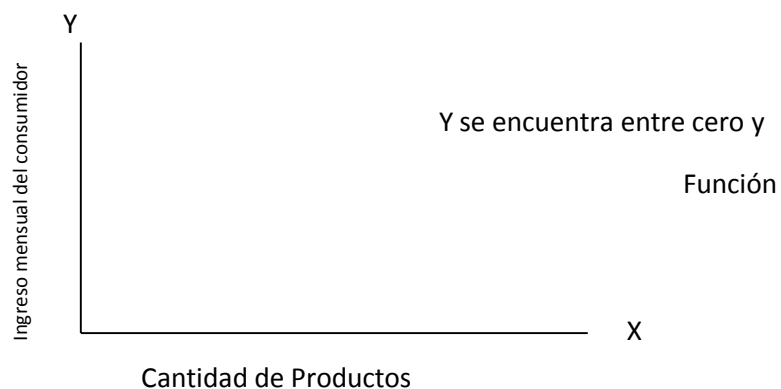 Y
Ingreso mensual del consumidor
Y se encuentra entre cero y
Función
X
Cantidad de Productos